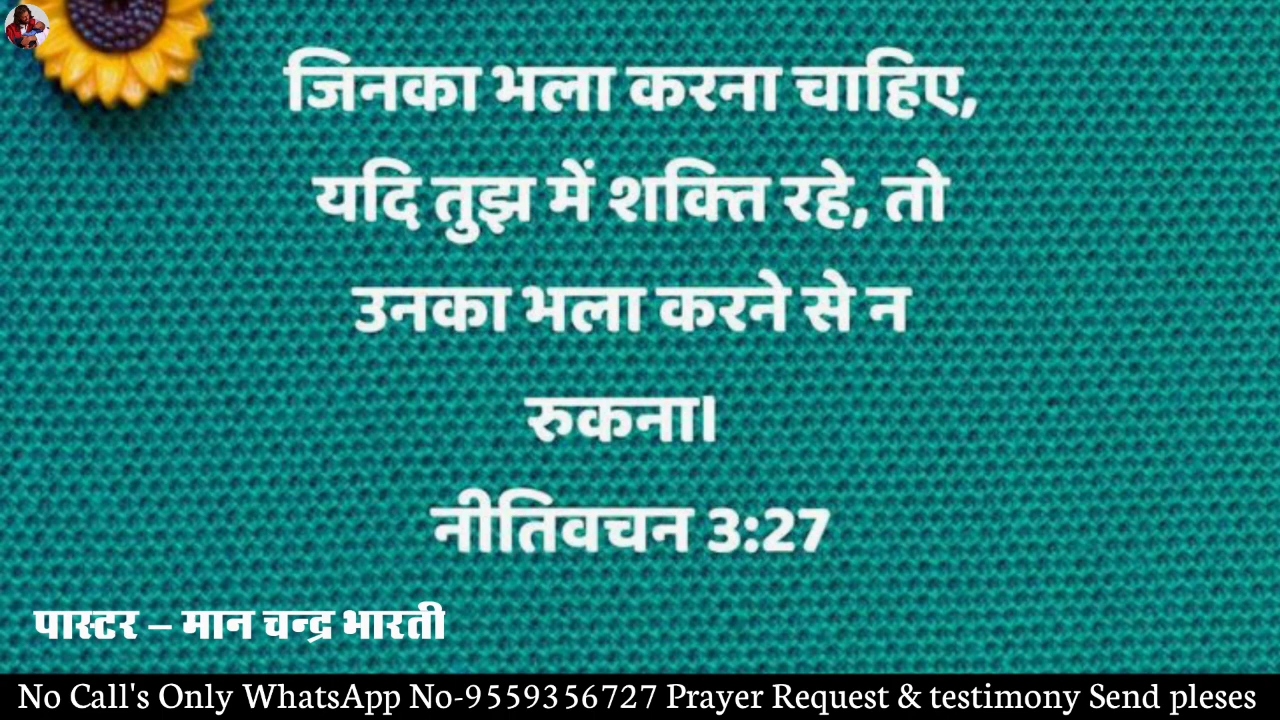 जिनका भला करना चाहिए,
यदि तुझ में शक्ति रहे, तो
उनका भला करने से न
रुकना।
नीतिवचन 3:27
पास्टर – मान चन्द्र भारती
No Call's Only WhatsApp No-9559356727 Prayer Request & testimony Send pleses